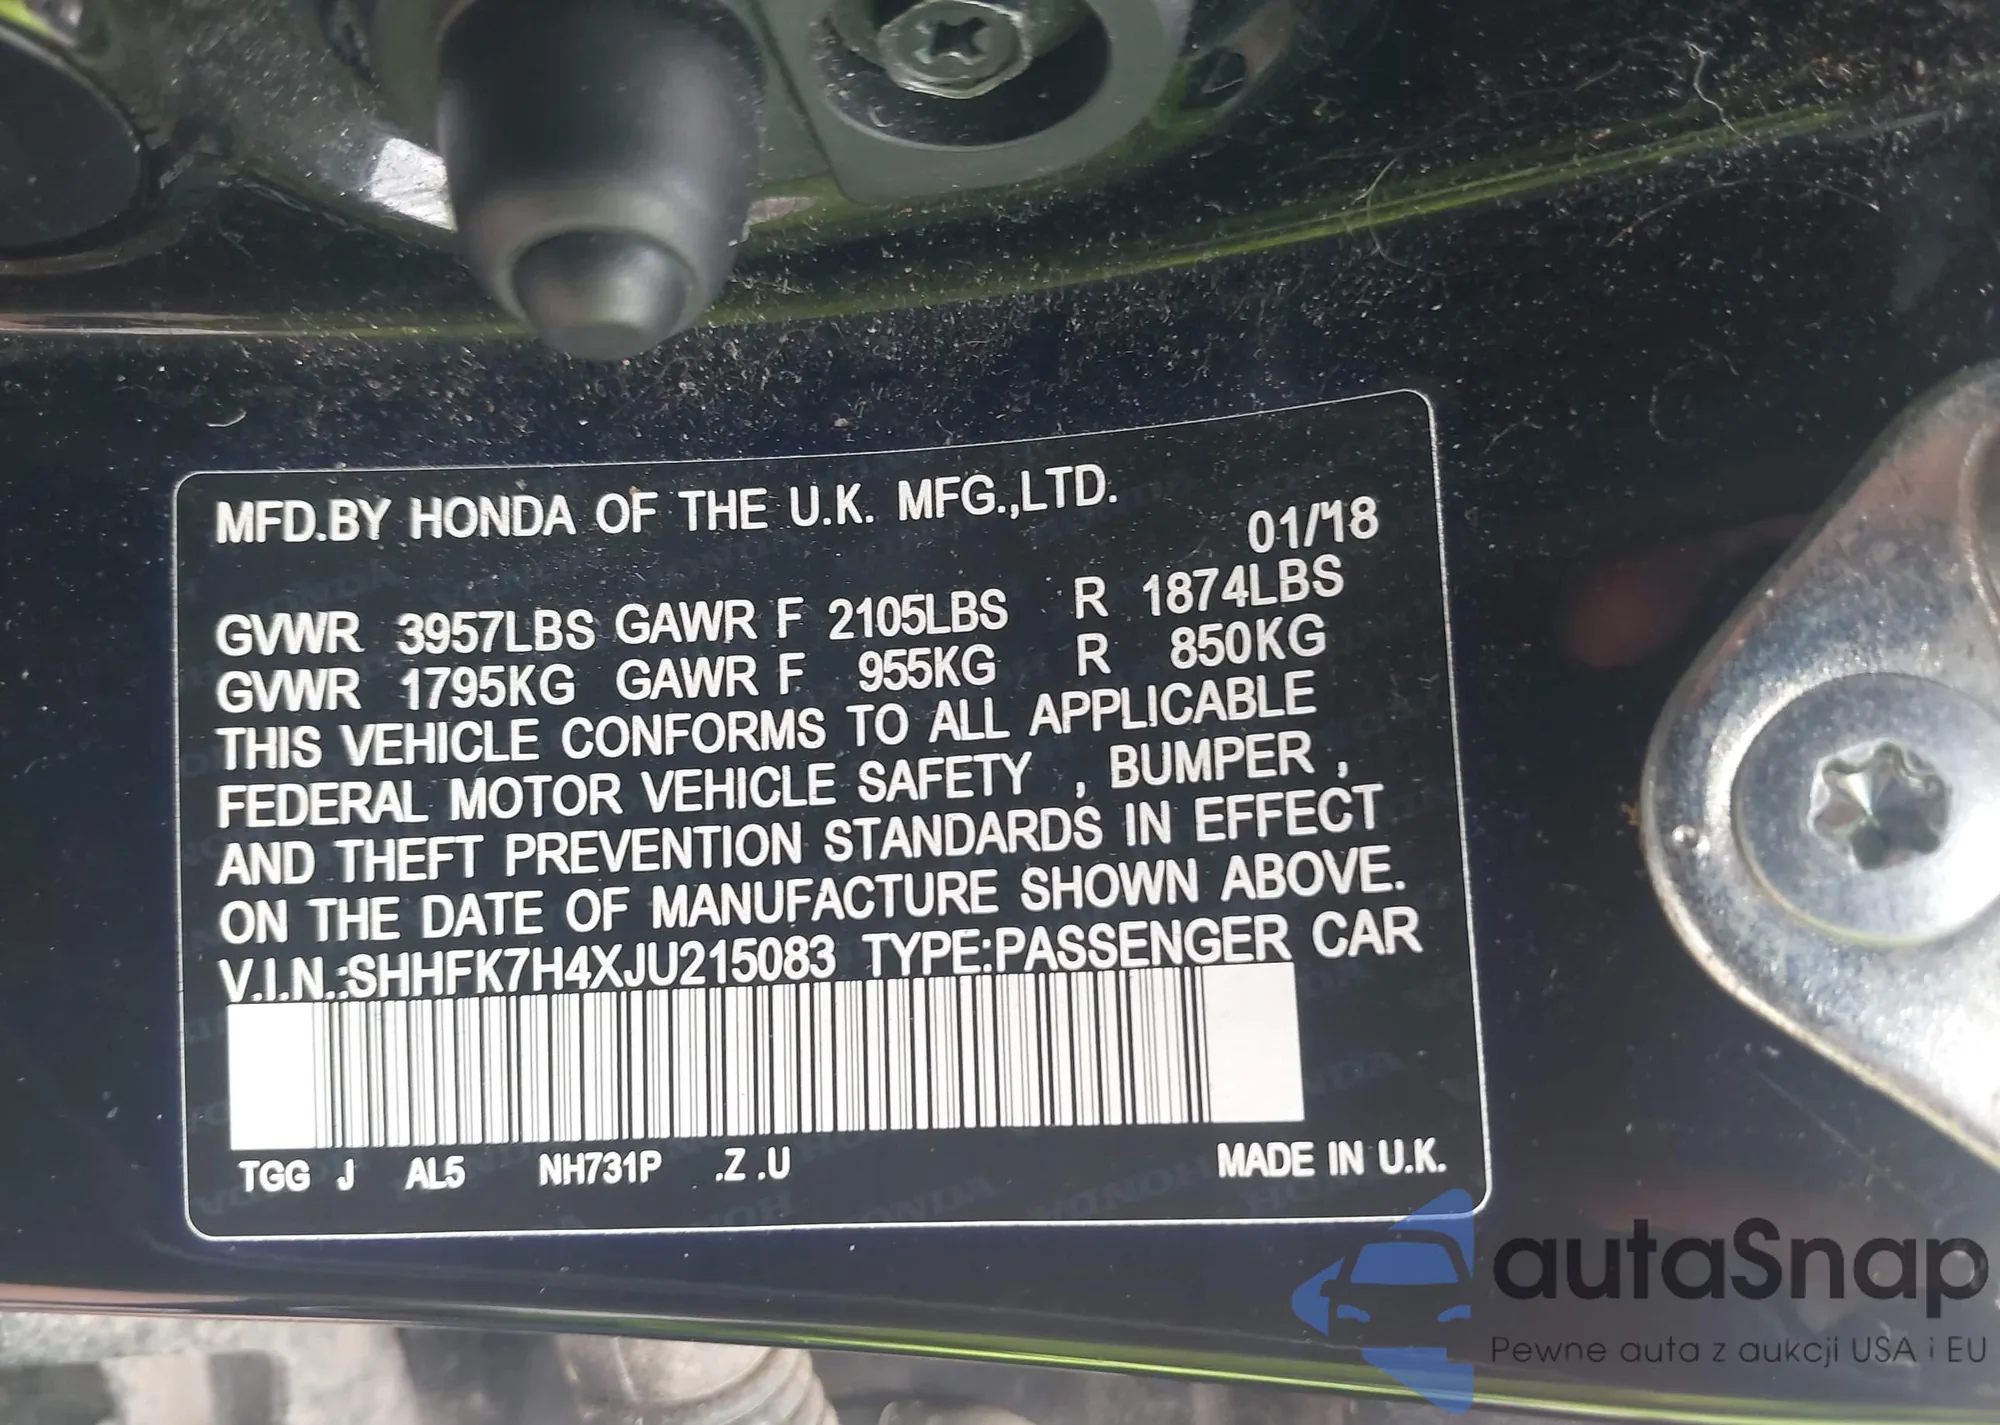 MFD.BY HONDA OF THE U.K. MFG.,LTD.
01/'18
GVWR 3957LBS GAWR F 2105LBS R 1874LBS
GVWR 1795KG GAWR F 955KG R 850KG
THIS VEHICLE CONFORMS TO ALL APPLICABLE
FEDERAL MOTOR VEHICLE SAFETY , BUMPER ,
AND THEFT PREVENTION STANDARDS IN EFFECT
ON THE DATE OF MANUFACTURE SHOWN ABOVE.
V.I.N.:SHHFK7H4XJU215083 TYPE:PASSENGER CAR
TGG J AL5 NH731P .Z .U MADE IN U.K.
autaSnap
Pewne auta z aukcji USA i EU